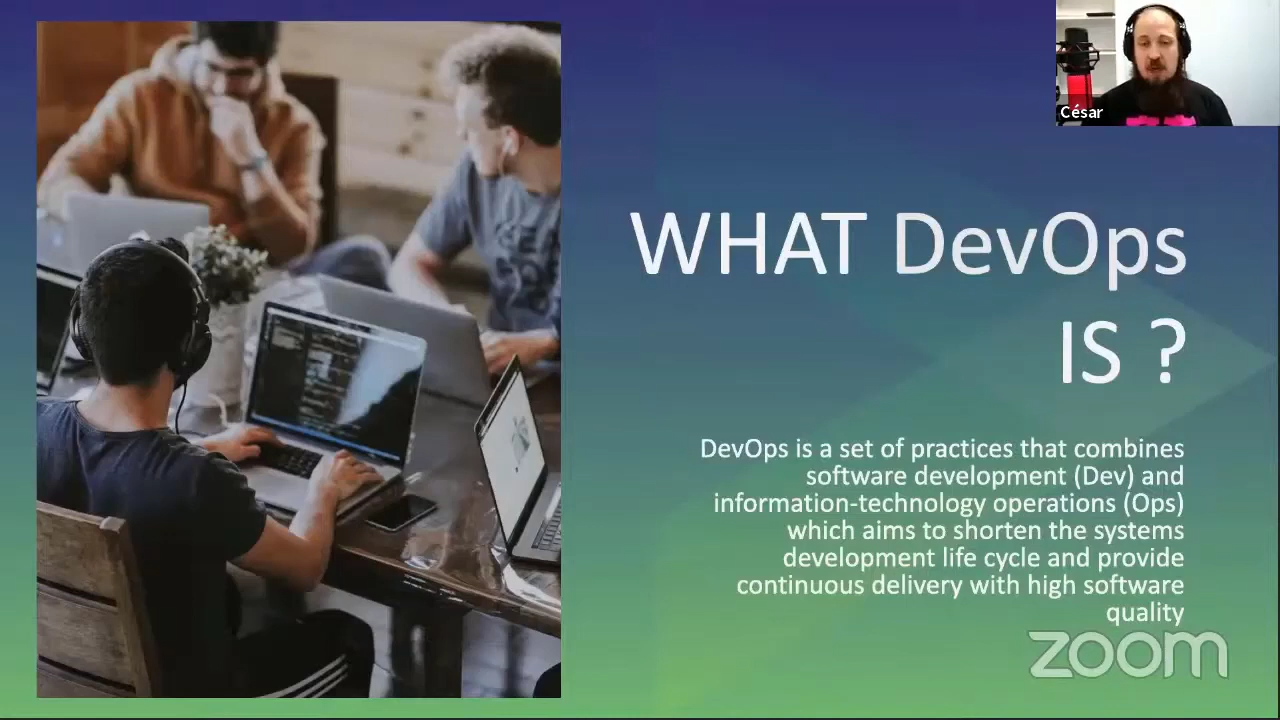 César
WHAT DevOps
IS ?
DevOps is a set of practices that combines
software development (Dev) and
information-technology operations (Ops)
which aims to shorten the systems
development life cycle and provide
continuous delivery with high software
quality
zoom